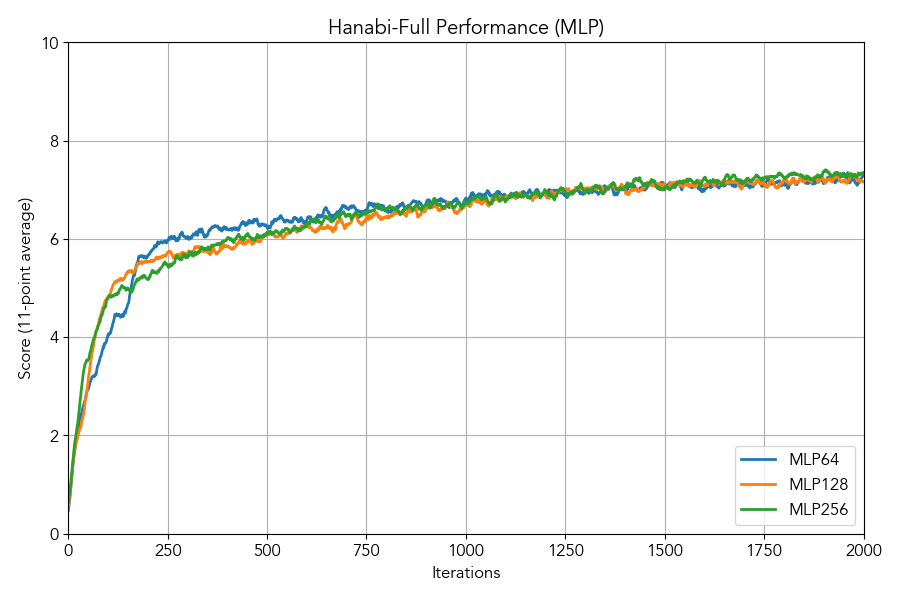 Hanabi-Full Performance (MLP)
10
8
6
4
2
0
Score (11-point average)
0 250 500 750 1000 1250 1500 1750 2000
Iterations
MLP64
MLP128
MLP256